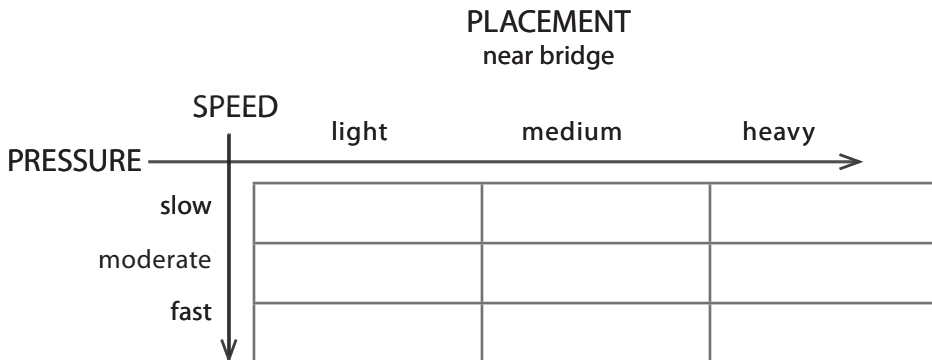 PLACEMENT
near bridge
SPEED
light medium heavy
PRESSURE
slow
moderate
fast